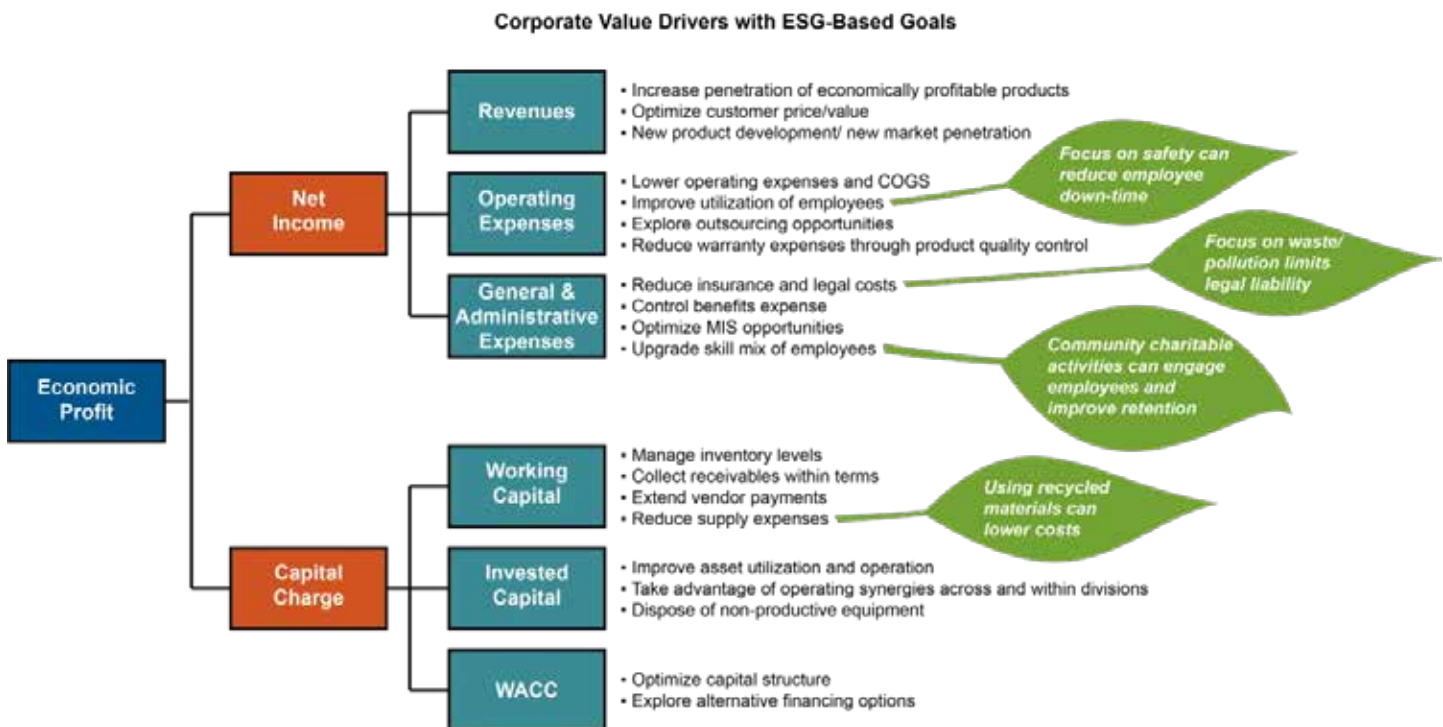 Corporate Value Drivers with ESG-Based Goals
Revenues
• Increase penetration of economically profitable products
• Optimize customer price/value
• New product development/ new market penetration
Focus on safety can
reduce employee
down-time
Net
Income
Operating
Expenses
• Lower operating expenses and COGS
• Improve utilization of employees
• Explore outsourcing opportunities
• Reduce warranty expenses through product quality control
Focus on waste/
pollution limits
legal liability
General &
Administrative
Expenses
• Reduce insurance and legal costs
• Control benefits expense
• Optimize MIS opportunities
• Upgrade skill mix of employees
Community charitable
activities can engage
employees and
improve retention
Economic
Profit
Working
Capital
• Manage inventory levels
• Collect receivables within terms
• Extend vendor payments
• Reduce supply expenses
Using recycled
materials can
lower costs
Capital
Charge
Invested
Capital
• Improve asset utilization and operation
• Take advantage of operating synergies across and within divisions
• Dispose of non-productive equipment
WACC
• Optimize capital structure
• Explore alternative financing options